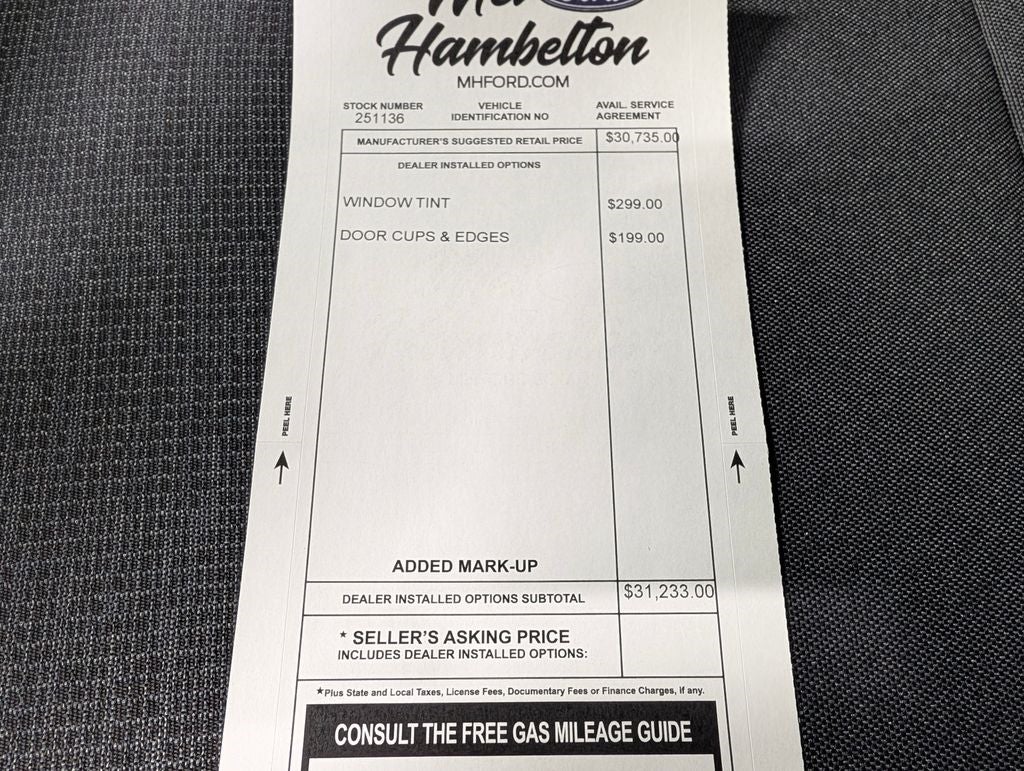 Hambelton
MHFORD.COM
STOCK NUMBER
251136
VEHICLE
IDENTIFICATION NO
AVAIL. SERVICE
AGREEMENT
MANUFACTURER'S SUGGESTED RETAIL PRICE $30,735.00
DEALER INSTALLED OPTIONS
WINDOW TINT $299.00
DOOR CUPS & EDGES $199.00
PEEL HERE
PEEL HERE
ADDED MARK-UP
DEALER INSTALLED OPTIONS SUBTOTAL $31,233.00
* SELLER'S ASKING PRICE
INCLUDES DEALER INSTALLED OPTIONS:
*Plus State and Local Taxes, License Fees, Documentary Fees or Finance Charges, if any.
CONSULT THE FREE GAS MILEAGE GUIDE